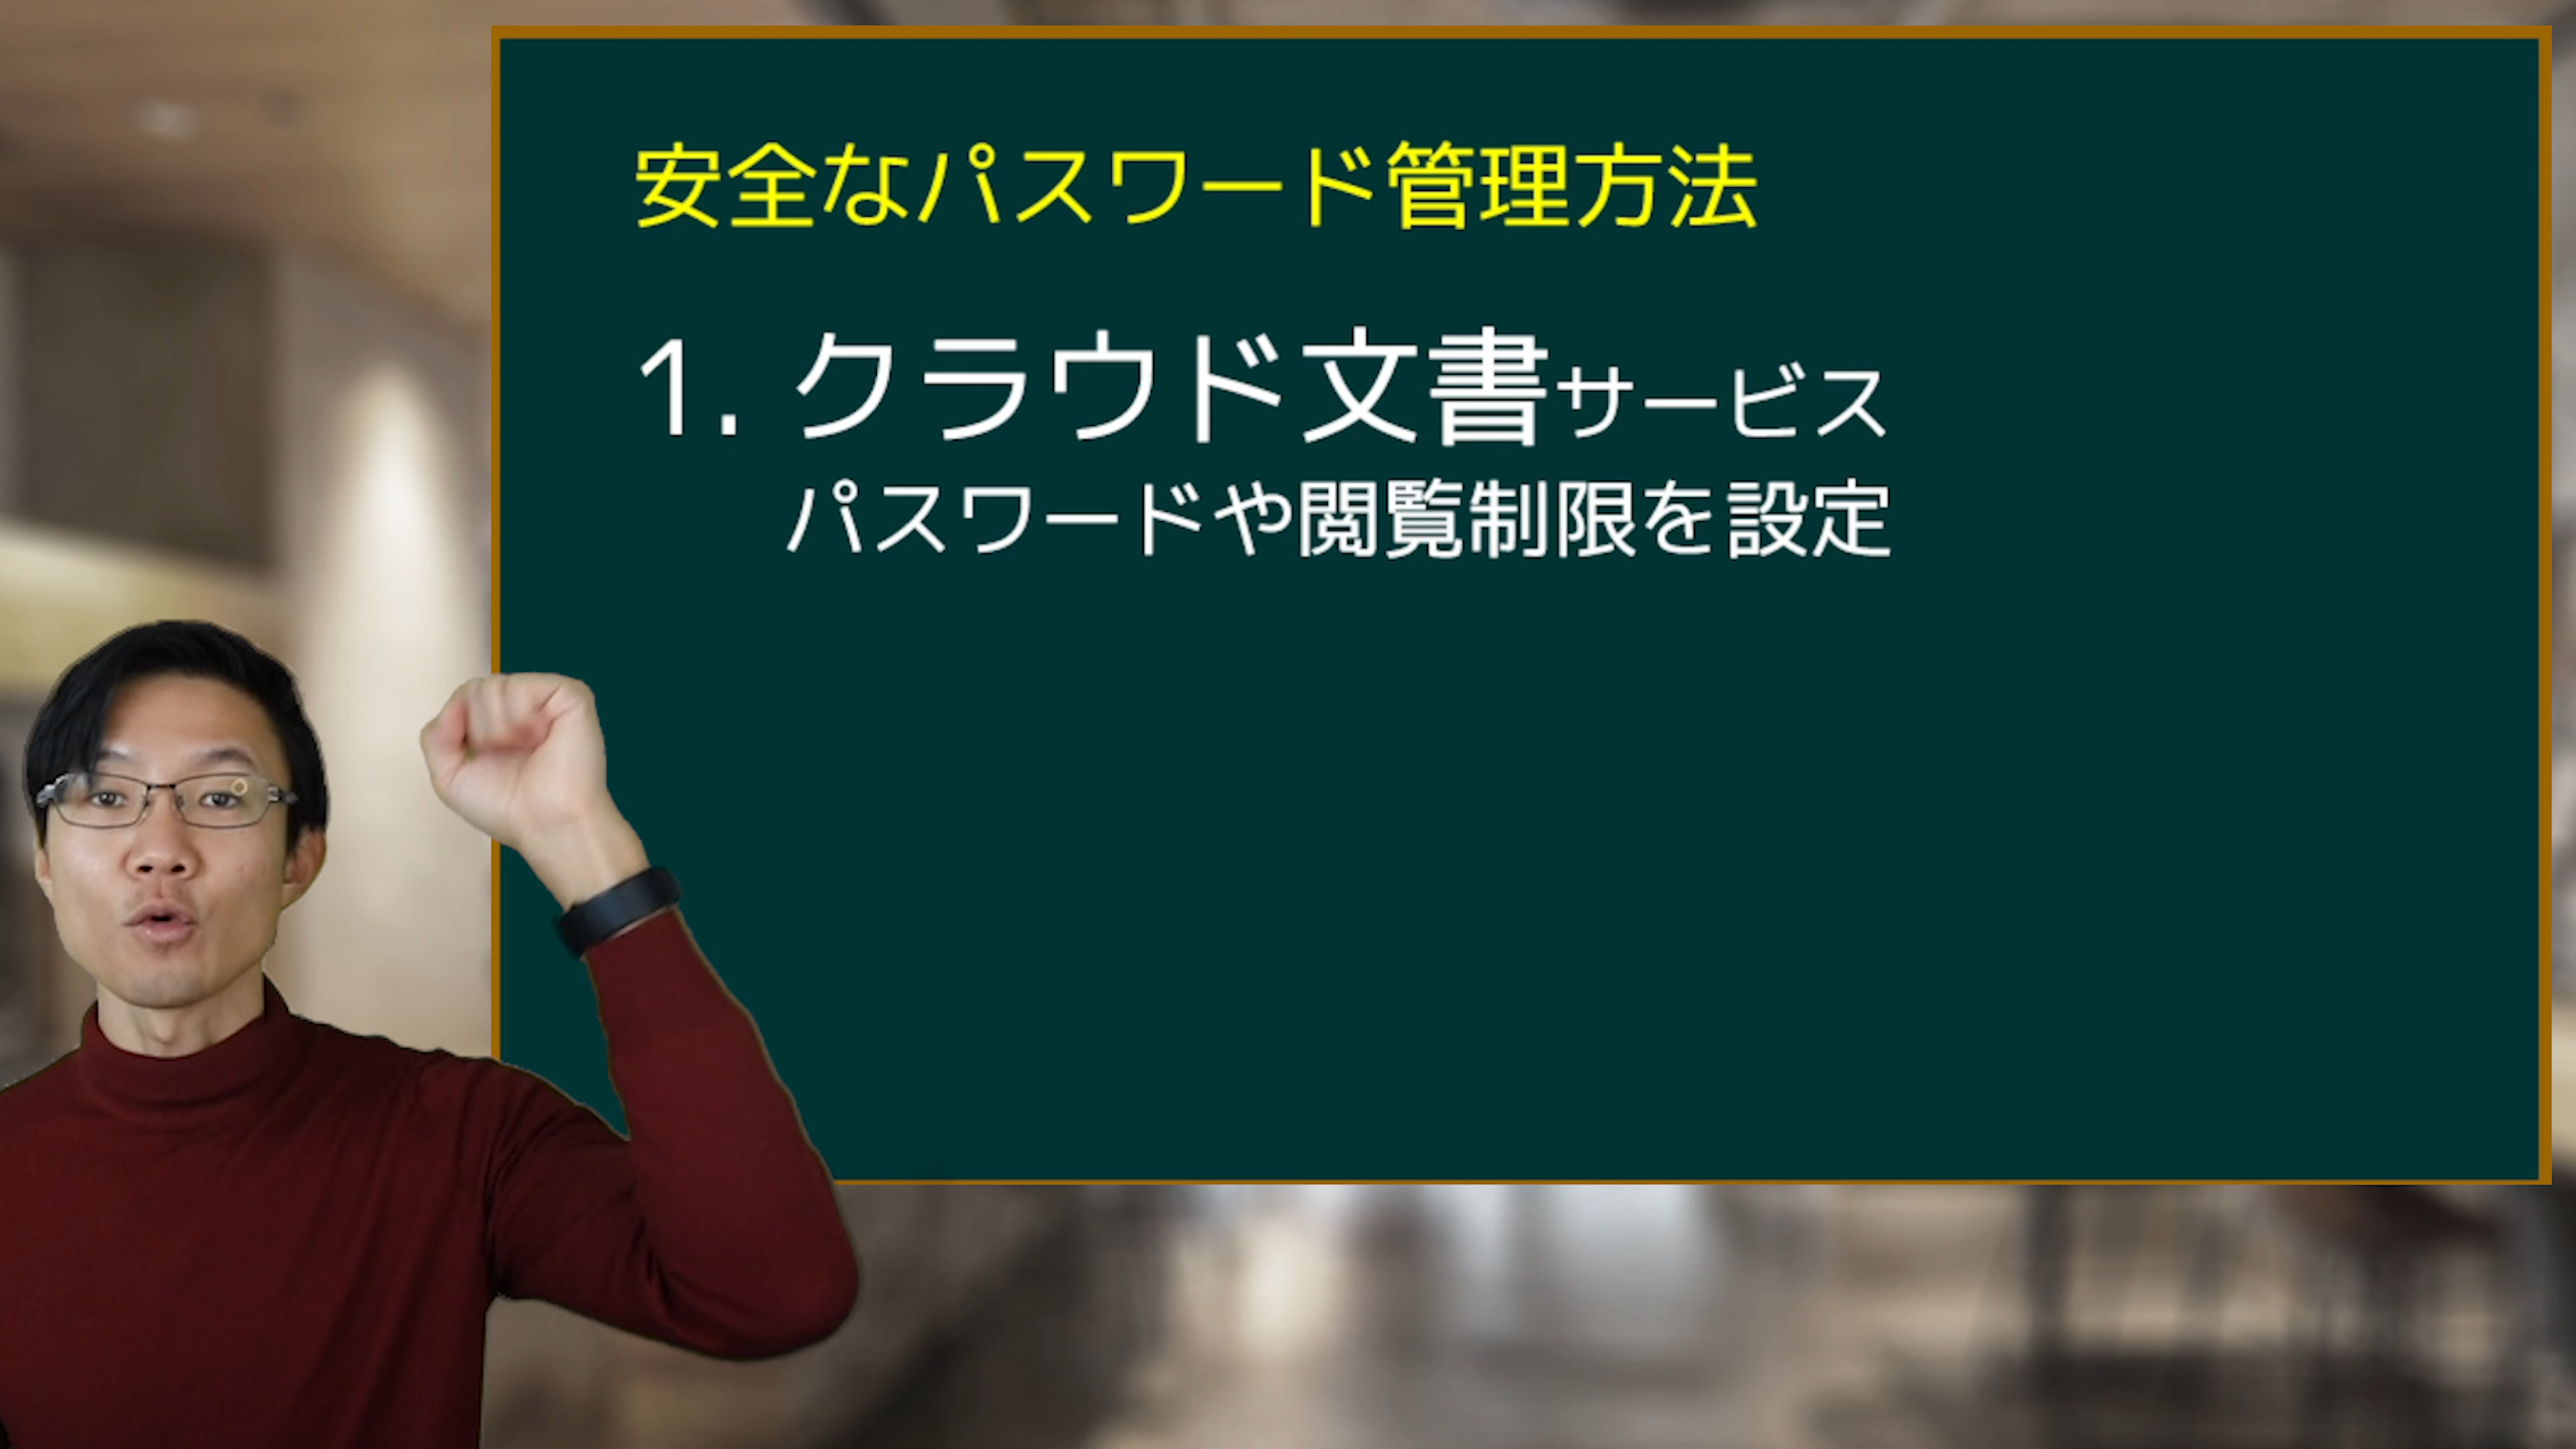 安全なパスワード管理方法
1. クラウド文書サービス
パスワードや閲覧制限を設定